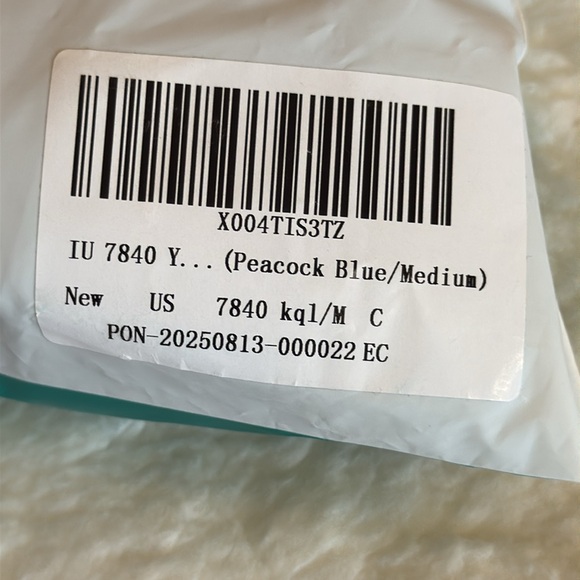 X004TIS3TZ
IU 7840 Y... (Peacock Blue/Medium)
New US 7840 kql/M C
PON-20250813-000022 EC